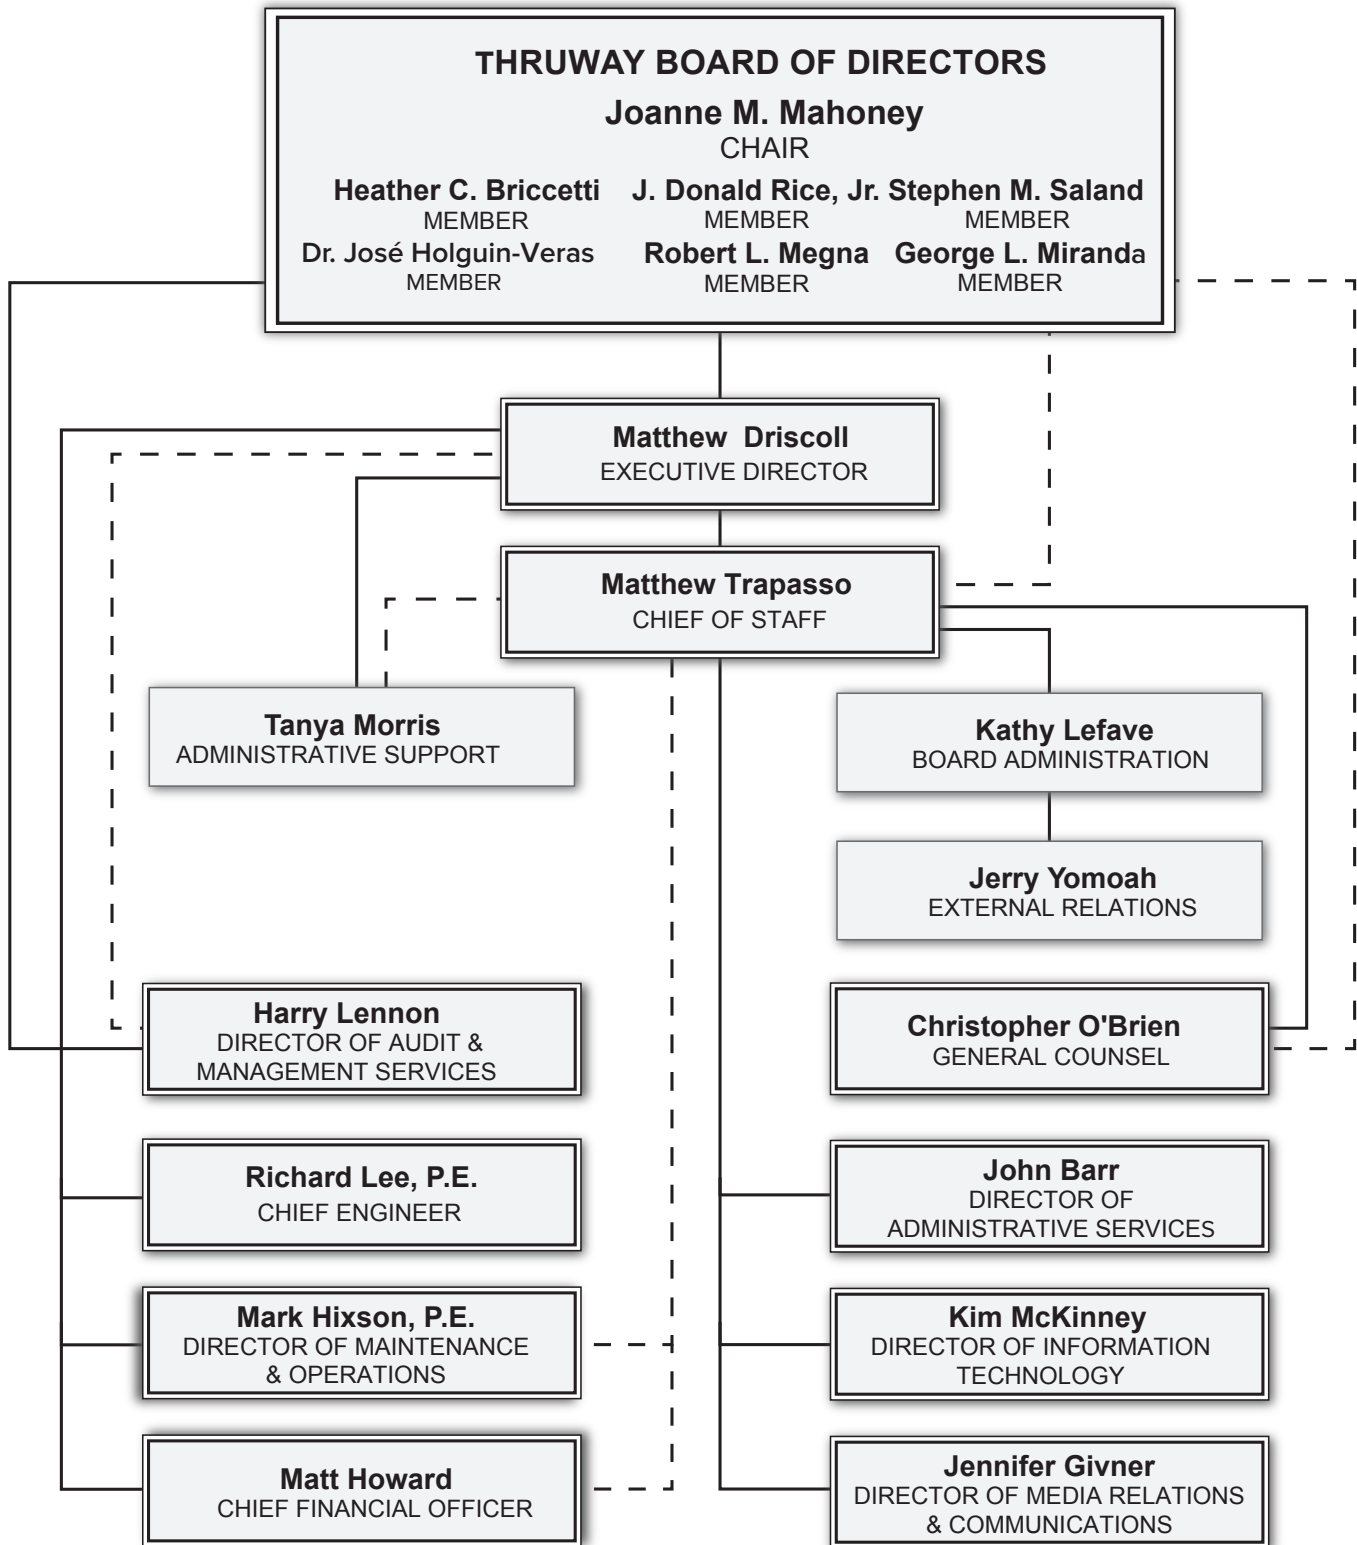 THRUWAY BOARD OF DIRECTORS
Joanne M. Mahoney
CHAIR
Heather C. Briccetti J. Donald Rice, Jr. Stephen M. Saland
MEMBER MEMBER MEMBER
Dr. José Holguin-Veras Robert L. Megna George L. Miranda
MEMBER MEMBER MEMBER
Matthew Driscoll
EXECUTIVE DIRECTOR
Matthew Trapasso
CHIEF OF STAFF
Tanya Morris
ADMINISTRATIVE SUPPORT
Kathy Lefave
BOARD ADMINISTRATION
Jerry Yomoah
EXTERNAL RELATIONS
Harry Lennon
DIRECTOR OF AUDIT &
MANAGEMENT SERVICES
Christopher O'Brien
GENERAL COUNSEL
Richard Lee, P.E.
CHIEF ENGINEER
John Barr
DIRECTOR OF
ADMINISTRATIVE SERVICES
Mark Hixson, P.E.
DIRECTOR OF MAINTENANCE
& OPERATIONS
Kim McKinney
DIRECTOR OF INFORMATION
TECHNOLOGY
Matt Howard
CHIEF FINANCIAL OFFICER
Jennifer Givner
DIRECTOR OF MEDIA RELATIONS
& COMMUNICATIONS